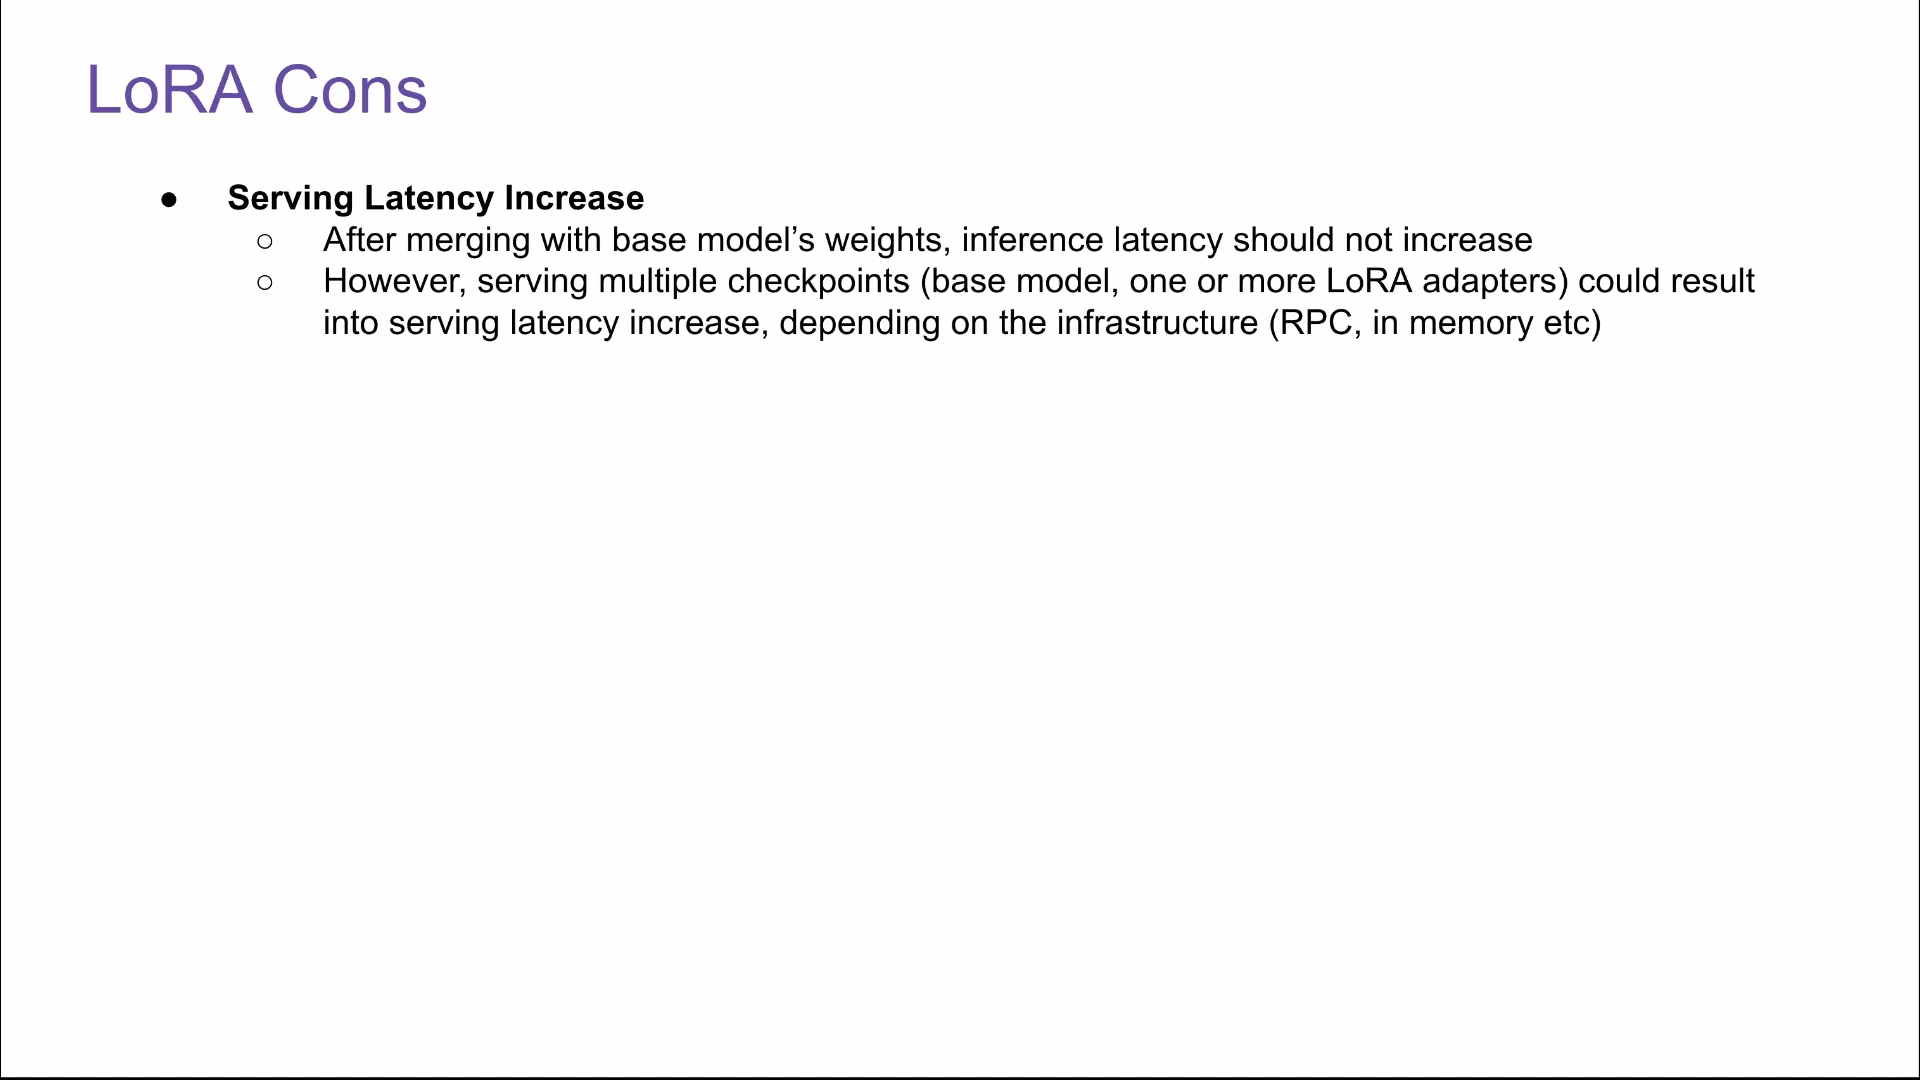 LoRA Cons
● Serving Latency Increase
○ After merging with base model’s weights, inference latency should not increase
○ However, serving multiple checkpoints (base model, one or more LoRA adapters) could result
into serving latency increase, depending on the infrastructure (RPC, in memory etc)